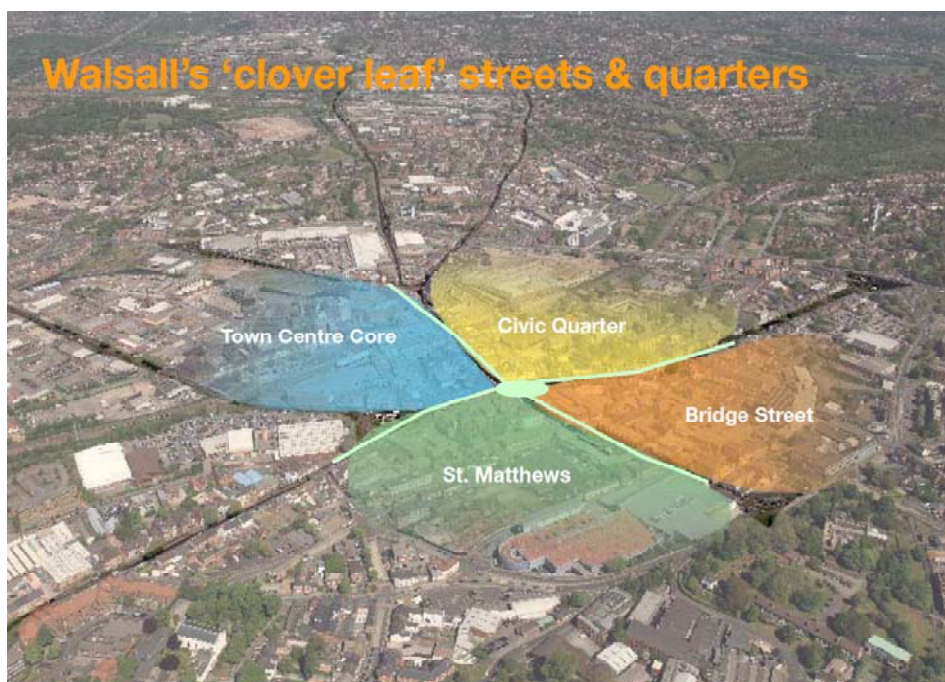 Walsall's 'clover leaf' streets & quarters
Town Centre Core
Civic Quarter
Bridge Street
St. Matthews